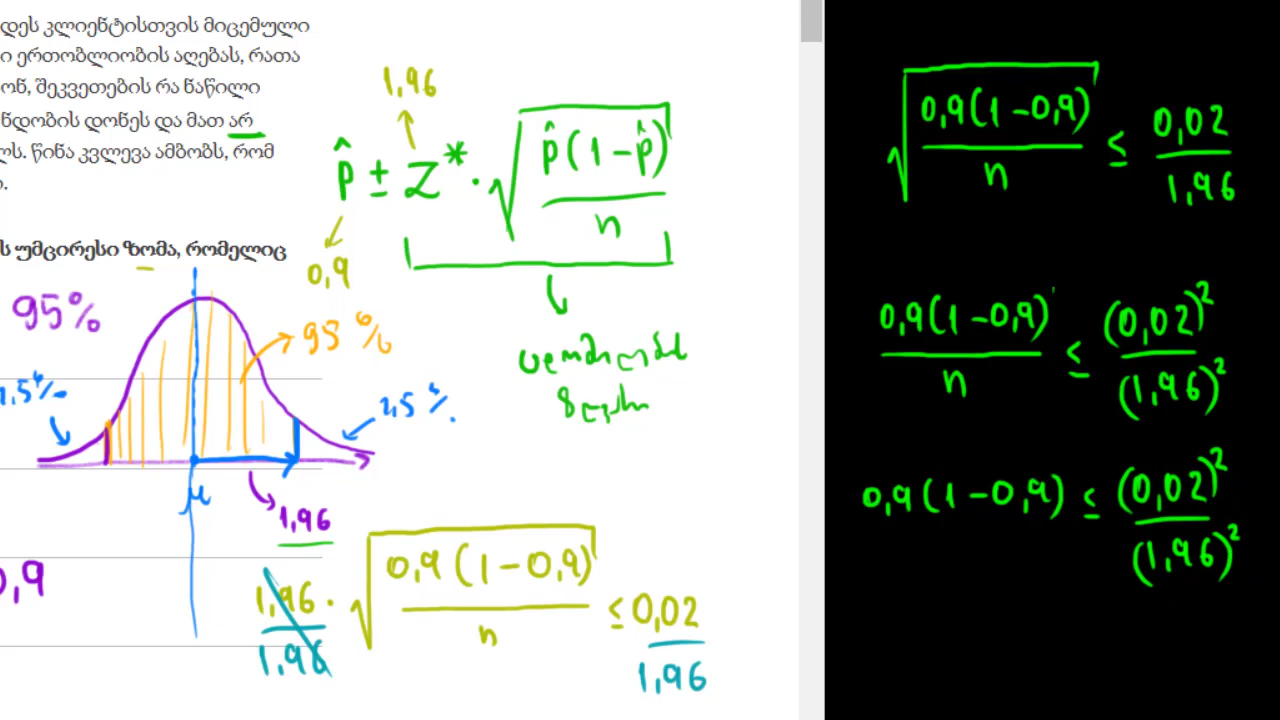 დეს კლიენტისთვის მიცემული
ი ერთობლიობის აღებას, რათა
ონ, შეკვეთების რა ნაწილი
ნდობის დონეს და მათ არ
ლს. წინა კვლევა ამბობს, რომ
ს უმცირესი ზომა, რომელიც
1,96
p̂ ± Z* · √(p̂(1-p̂)/n)
0,9
ცდომილების
ზღვარი
95%
95 %
2,5 %
μ
1,96
0,9
1,96/1,96 · √(0,9(1-0,9)/n) ≤ 0,02/1,96
√(0,9(1-0,9)/n) ≤ 0,02/1,96
0,9(1-0,9)/n ≤ (0,02)²/(1,96)²
0,9(1-0,9) ≤ (0,02)²/(1,96)²